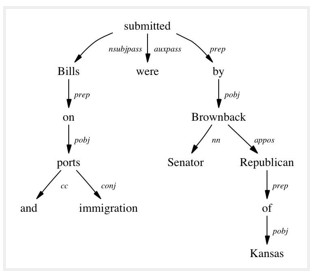 submitted
nsubjpass auxpass prep
Bills were by
prep pobj
on Brownback
pobj nn appos
ports Senator Republican
cc conj prep
and immigration of
pobj
Kansas